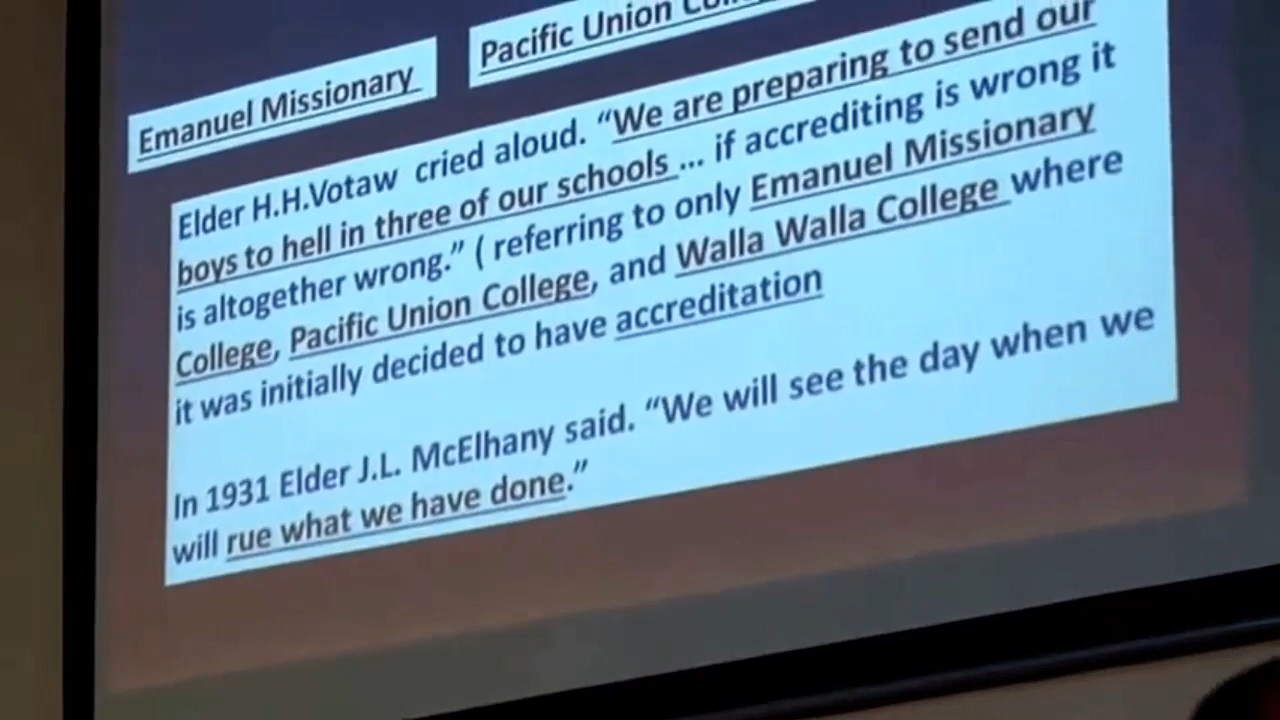 Emanuel Missionary
Pacific Union
Elder H.H.Votaw cried aloud. “We are preparing to send our
boys to hell in three of our schools ... if accrediting is wrong it
is altogether wrong.” ( referring to only Emanuel Missionary
College, Pacific Union College, and Walla Walla College where
it was initially decided to have accreditation
In 1931 Elder J.L. McElhany said. “We will see the day when we
will rue what we have done.”